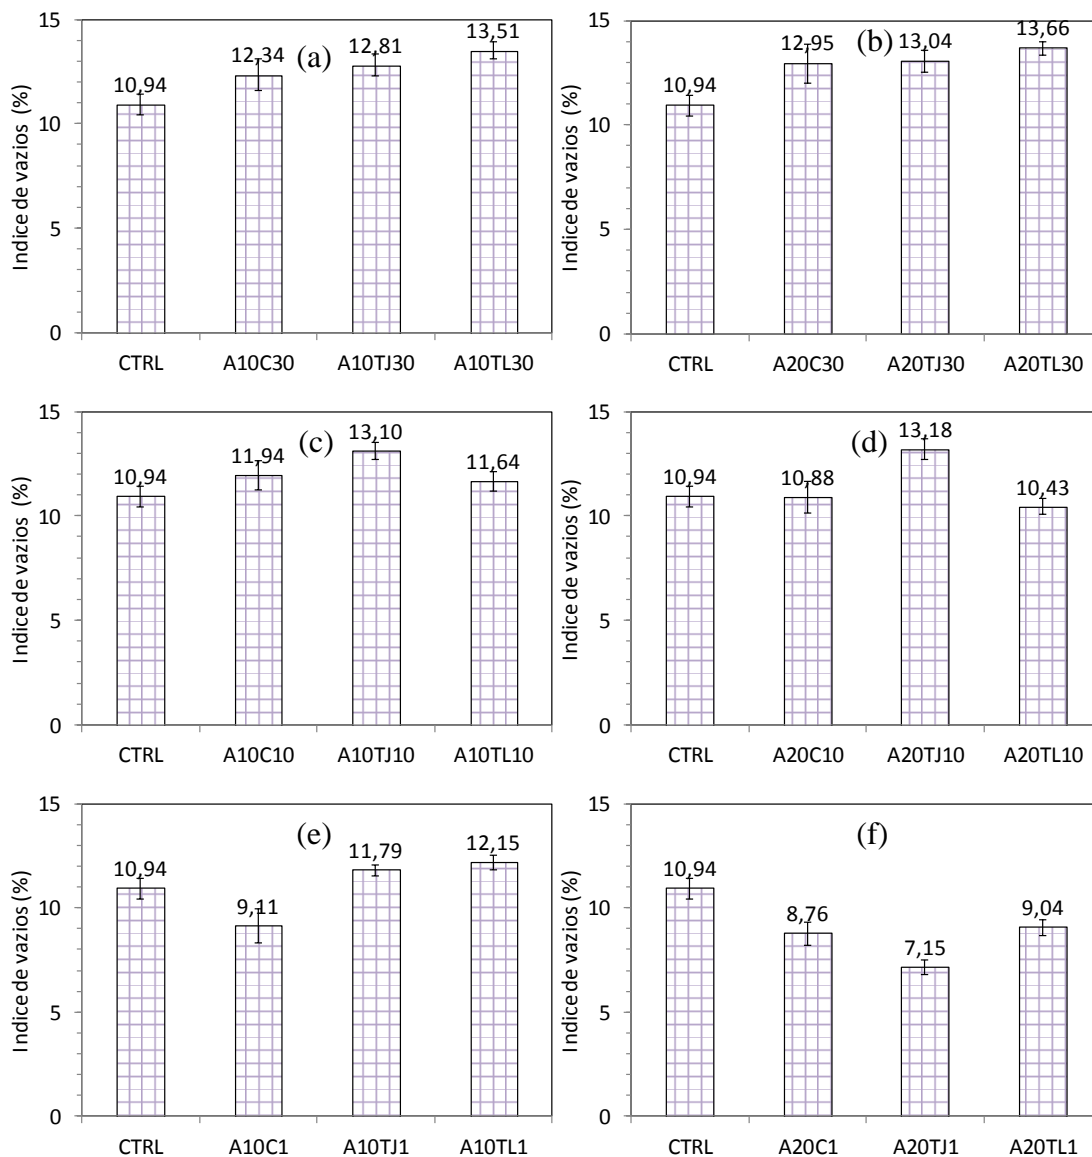 15
10
5
0
Indice de vazios (%)
(a)
10,94
12,34
12,81
13,51
CTRL A10C30 A10TJ30 A10TL30
15
10
5
0
Indice de vazios (%)
(b)
10,94
12,95
13,04
13,66
CTRL A20C30 A20TJ30 A20TL30
15
10
5
0
Indice de vazios (%)
(c)
10,94
11,94
13,10
11,64
CTRL A10C10 A10TJ10 A10TL10
15
10
5
0
Indice de vazios (%)
(d)
10,94
10,88
13,18
10,43
CTRL A20C10 A20TJ10 A20TL10
15
10
5
0
Indice de vazios (%)
(e)
10,94
9,11
11,79
12,15
CTRL A10C1 A10TJ1 A10TL1
15
10
5
0
Indice de vazios (%)
(f)
10,94
8,76
7,15
9,04
CTRL A20C1 A20TJ1 A20TL1